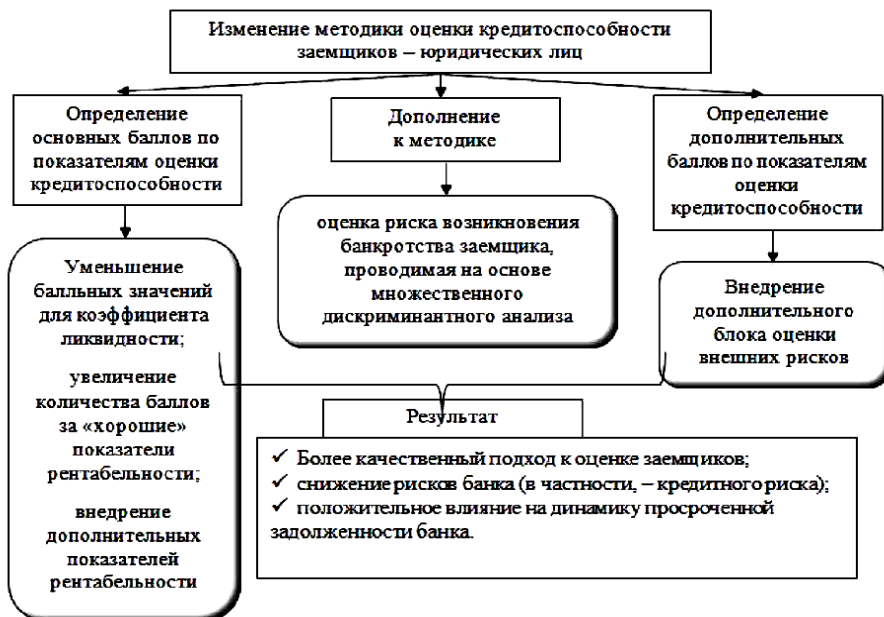 Изменение методики оценки кредитоспособности
заемщиков – юридических лиц
Определение
основных баллов по
показателям оценки
кредитоспособности
Дополнение
к методике
Определение
дополнительных
баллов по показателям
оценки
кредитоспособности
Уменьшение
балльных значений
для коэффициента
ликвидности;
увеличение
количества баллов
за «хорошие»
показатели
рентабельности;
внедрение
дополнительных
показателей
рентабельности
оценка риска возникновения
банкротства заемщика,
проводимая на основе
множественного
дискриминантного анализа
Внедрение
дополнительного
блока оценки
внешних рисков
Результат
✓ Более качественный подход к оценке заемщиков;
✓ снижение рисков банка (в частности, – кредитного риска);
✓ положительное влияние на динамику просроченной
задолженности банка.